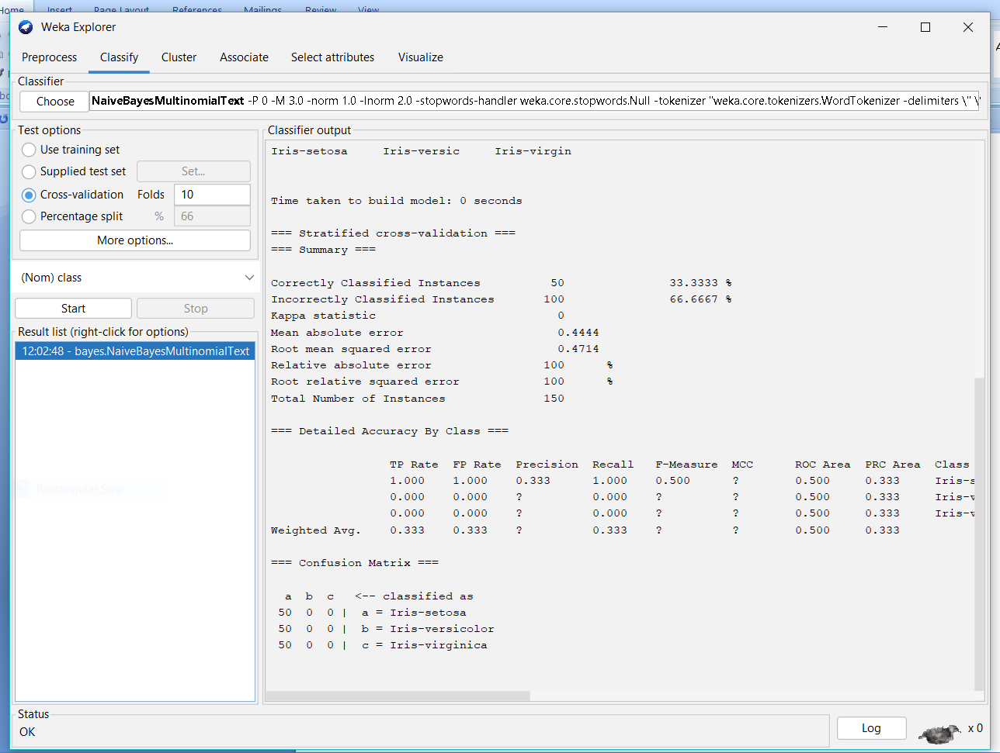 Home Insert Page Layout References Mailings Review View
Weka Explorer
Preprocess Classify Cluster Associate Select attributes Visualize
Classifier
Choose NaiveBayesMultinomialText -P 0 -M 3.0 -norm 1.0 -lnorm 2.0 -stopwords-handler weka.core.stopwords.Null -tokenizer "weka.core.tokenizers.WordTokenizer -delimiters \" \'
Test options
Use training set
Supplied test set Set...
Cross-validation Folds 10
Percentage split % 66
More options...
(Nom) class
Start Stop
Result list (right-click for options)
12:02:48 - bayes.NaiveBayesMultinomialText
Rectangular Snip
Classifier output
Iris-setosa Iris-versic Iris-virgin
Time taken to build model: 0 seconds
=== Stratified cross-validation ===
=== Summary ===
Correctly Classified Instances 50 33.3333 %
Incorrectly Classified Instances 100 66.6667 %
Kappa statistic 0
Mean absolute error 0.4444
Root mean squared error 0.4714
Relative absolute error 100 %
Root relative squared error 100 %
Total Number of Instances 150
=== Detailed Accuracy By Class ===
TP Rate FP Rate Precision Recall F-Measure MCC ROC Area PRC Area Class
1.000 1.000 0.333 1.000 0.500 ? 0.500 0.333 Iris-s
0.000 0.000 ? 0.000 ? ? 0.500 0.333 Iris-v
0.000 0.000 ? 0.000 ? ? 0.500 0.333 Iris-v
Weighted Avg. 0.333 0.333 ? 0.333 ? ? 0.500 0.333
=== Confusion Matrix ===
a b c <-- classified as
50 0 0 | a = Iris-setosa
50 0 0 | b = Iris-versicolor
50 0 0 | c = Iris-virginica
Status
OK
Log x 0